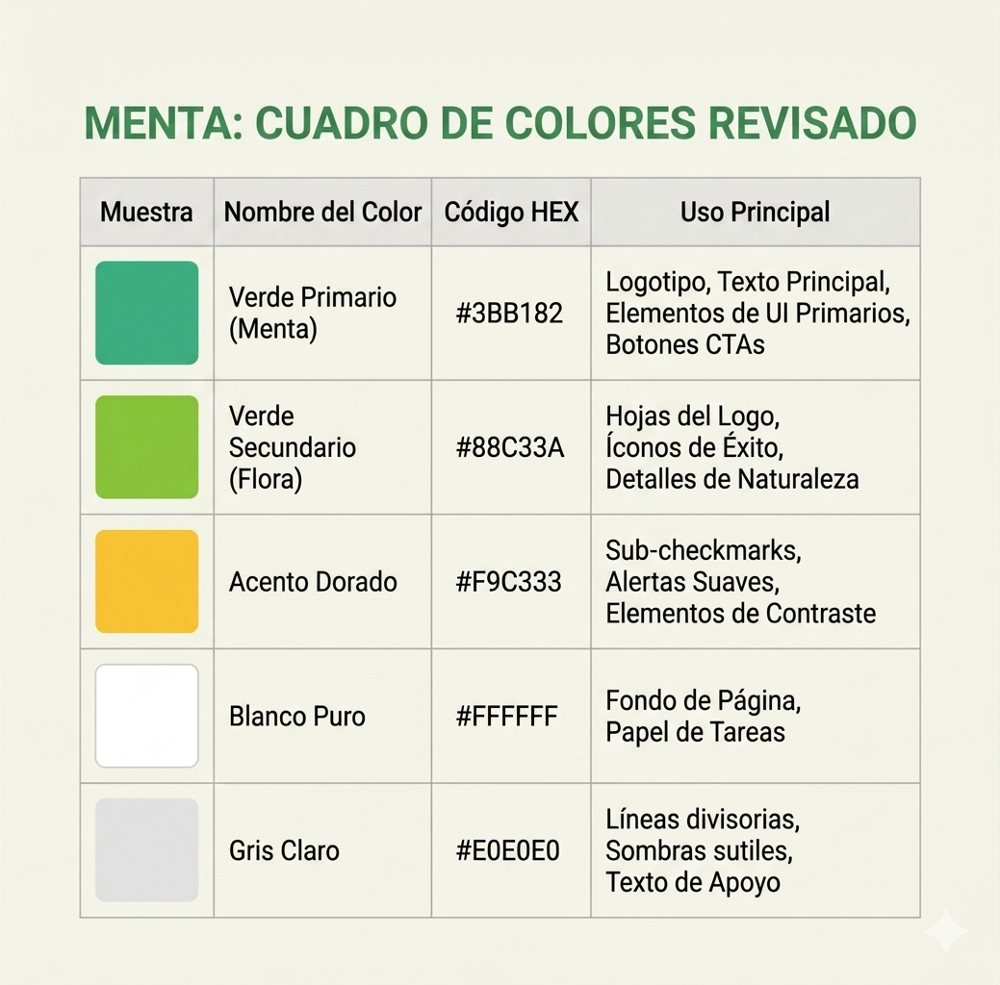 MENTA: CUADRO DE COLORES REVISADO
Muestra Nombre del Color Código HEX Uso Principal
Verde Primario
(Menta)
#3BB182
Logotipo, Texto Principal,
Elementos de UI Primarios,
Botones CTAs
Verde
Secundario
(Flora)
#88C33A
Hojas del Logo,
Íconos de Éxito,
Detalles de Naturaleza
Acento Dorado
#F9C333
Sub-checkmarks,
Alertas Suaves,
Elementos de Contraste
Blanco Puro
#FFFFFF
Fondo de Página,
Papel de Tareas
Gris Claro
#E0E0E0
Líneas divisorias,
Sombras sutiles,
Texto de Apoyo